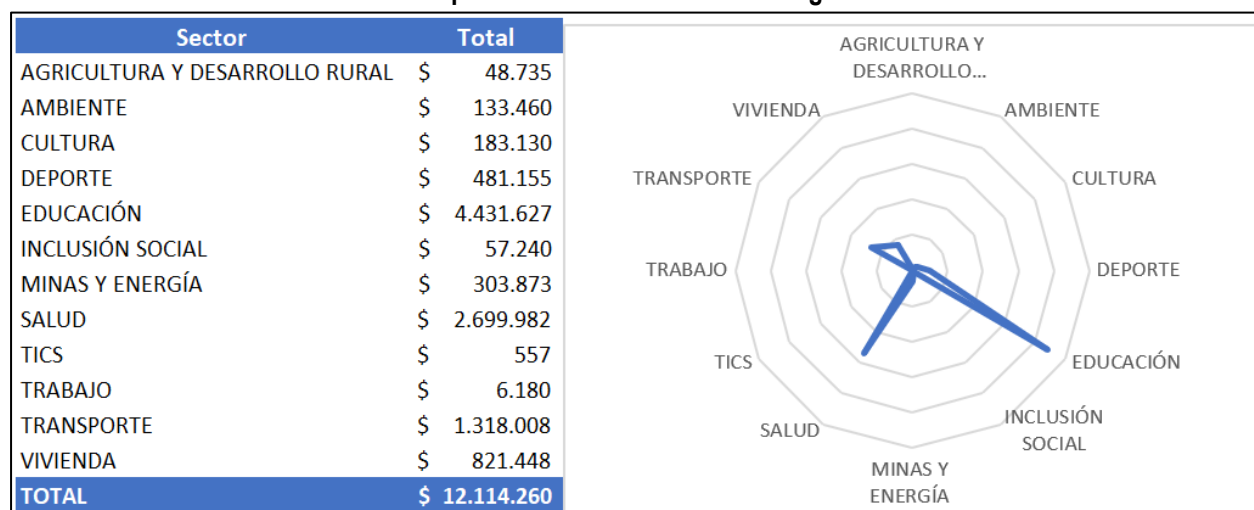 Sector Total
AGRICULTURA Y DESARROLLO RURAL $ 48.735
AMBIENTE $ 133.460
CULTURA $ 183.130
DEPORTE $ 481.155
EDUCACIÓN $ 4.431.627
INCLUSIÓN SOCIAL $ 57.240
MINAS Y ENERGÍA $ 303.873
SALUD $ 2.699.982
TICS $ 557
TRABAJO $ 6.180
TRANSPORTE $ 1.318.008
VIVIENDA $ 821.448
TOTAL $ 12.114.260
AGRICULTURA Y
DESARROLLO...
AMBIENTE
CULTURA
DEPORTE
EDUCACIÓN
INCLUSIÓN
SOCIAL
MINAS Y
ENERGÍA
SALUD
TICS
TRABAJO
TRANSPORTE
VIVIENDA